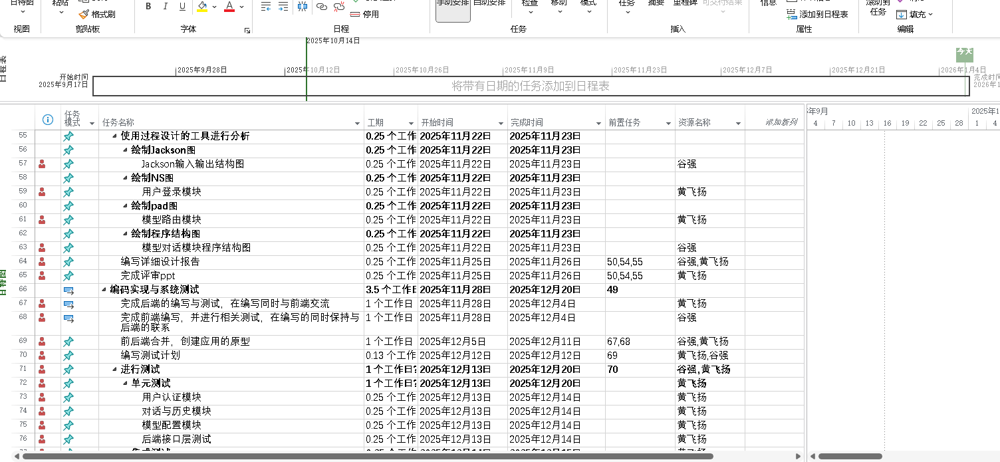 甘特图
粘贴
B I U A
手动安排 自动安排
检查 移动 模式
任务 摘要 里程碑 可交付结果
信息
滚动到
任务
格式刷
停用
添加到日程表
填充
视图 剪贴板 字体 日程 任务 插入 属性 编辑
2025年10月14日
今天
日程表
2025年9月28日 2025年10月12日 2025年10月26日 2025年11月9日 2025年11月23日 2025年12月7日 2025年12月21日 2026年1月4日
开始时间
2025年9月17日
将带有日期的任务添加到日程表
完成时间
2026年1
任务
模式 任务名称 工期 开始时间 完成时间 前置任务 资源名称 添加新列
年9月 2025年1
4 7 10 13 16 19 22 25 28 1 4
55 使用过程设计的工具进行分析 0.25 个工作 2025年11月22日 2025年11月23日
56 绘制Jackson图 0.25 个工作 2025年11月22日 2025年11月23日
57 Jackson输入输出结构图 0.25 个工作 2025年11月22日 2025年11月23日 谷强
58 绘制NS图 0.25 个工作 2025年11月22日 2025年11月23日
59 用户登录模块 0.25 个工作 2025年11月22日 2025年11月23日 黄飞扬
60 绘制pad图 0.25 个工作 2025年11月22日 2025年11月23日
61 模型路由模块 0.25 个工作 2025年11月22日 2025年11月23日 黄飞扬
62 绘制程序结构图 0.25 个工作 2025年11月22日 2025年11月23日
63 模型对话模块程序结构图 0.25 个工作 2025年11月22日 2025年11月23日 谷强
64 编写详细设计报告 0.25 个工作 2025年11月25日 2025年11月26日 50,54,55 谷强,黄飞扬
65 完成评审ppt 0.25 个工作 2025年11月25日 2025年11月26日 50,54,55 黄飞扬
甘特图
66 编码实现与系统测试 3.5 个工作日 2025年11月28日 2025年12月20日 49
67 完成后端的编写与测试，在编写同时与前端交流 1 个工作日 2025年11月28日 2025年12月4日 黄飞扬
68 完成前端编写，并进行相关测试，在编写的同时保持与 1 个工作日 2025年11月28日 2025年12月4日 谷强
后端的联系
69 前后端合并，创建应用的原型 1 个工作日 2025年12月5日 2025年12月11日 67,68 谷强,黄飞扬
70 编写测试计划 0.13 个工作 2025年12月12日 2025年12月12日 69 黄飞扬,谷强
71 进行测试 1 个工作日? 2025年12月13日 2025年12月20日 70 谷强,黄飞扬
72 单元测试 1 个工作日? 2025年12月13日 2025年12月20日 黄飞扬
73 用户认证模块 0.25 个工作 2025年12月13日 2025年12月14日 黄飞扬
74 对话与历史模块 0.25 个工作 2025年12月13日 2025年12月14日 黄飞扬
75 模型配置模块 0.25 个工作 2025年12月13日 2025年12月14日 黄飞扬
76 后端接口层测试 0.25 个工作 2025年12月13日 2025年12月14日 黄飞扬